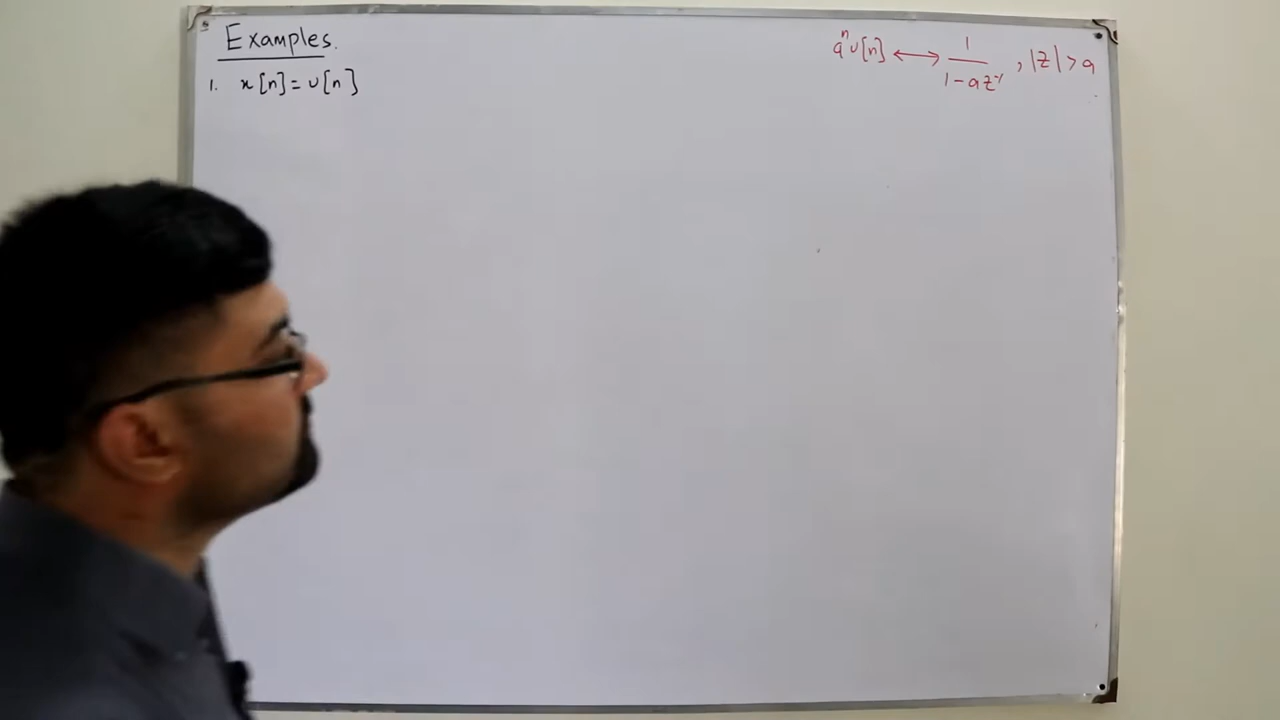 Examples.
1. x[n] = u[n]
aⁿu[n] ⟷ 1/(1-az⁻¹) , |z| > a